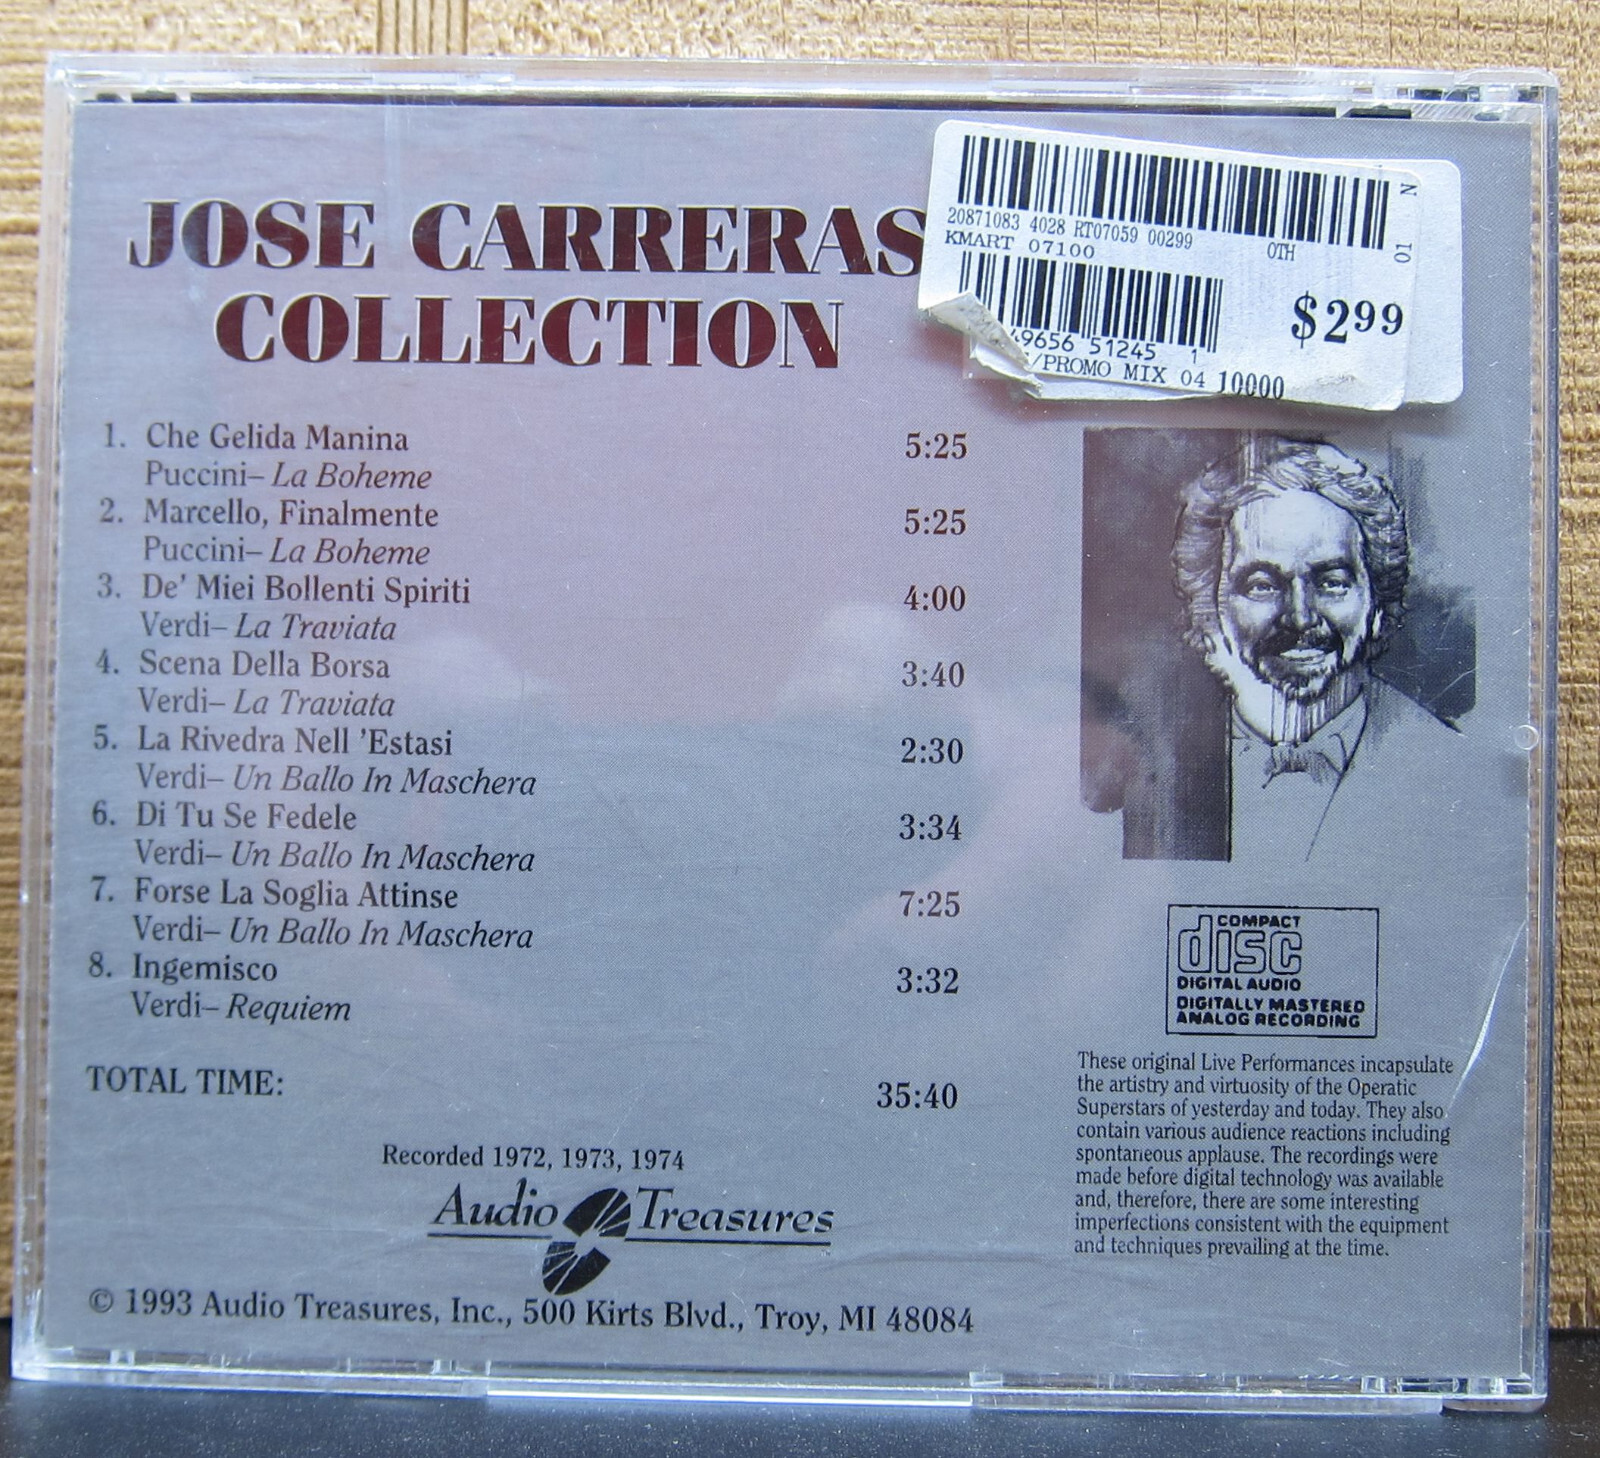 JOSE CARRERAS
COLLECTION
20871083 4028 RT07059 00299 OTH
KMART 07100
01 N
$2.99
49656 51245 1
/PROMO MIX 04 10000
1. Che Gelida Manina 5:25
Puccini– La Boheme
2. Marcello, Finalmente 5:25
Puccini– La Boheme
3. De' Miei Bollenti Spiriti 4:00
Verdi– La Traviata
4. Scena Della Borsa 3:40
Verdi– La Traviata
5. La Rivedra Nell 'Estasi 2:30
Verdi– Un Ballo In Maschera
6. Di Tu Se Fedele 3:34
Verdi– Un Ballo In Maschera
7. Forse La Soglia Attinse 7:25
Verdi– Un Ballo In Maschera
8. Ingemisco 3:32
Verdi– Requiem
TOTAL TIME: 35:40
Recorded 1972, 1973, 1974
Audio Treasures
© 1993 Audio Treasures, Inc., 500 Kirts Blvd., Troy, MI 48084
COMPACT
disc
DIGITAL AUDIO
DIGITALLY MASTERED
ANALOG RECORDING
These original Live Performances incapsulate
the artistry and virtuosity of the Operatic
Superstars of yesterday and today. They also
contain various audience reactions including
spontaneous applause. The recordings were
made before digital technology was available
and, therefore, there are some interesting
imperfections consistent with the equipment
and techniques prevailing at the time.